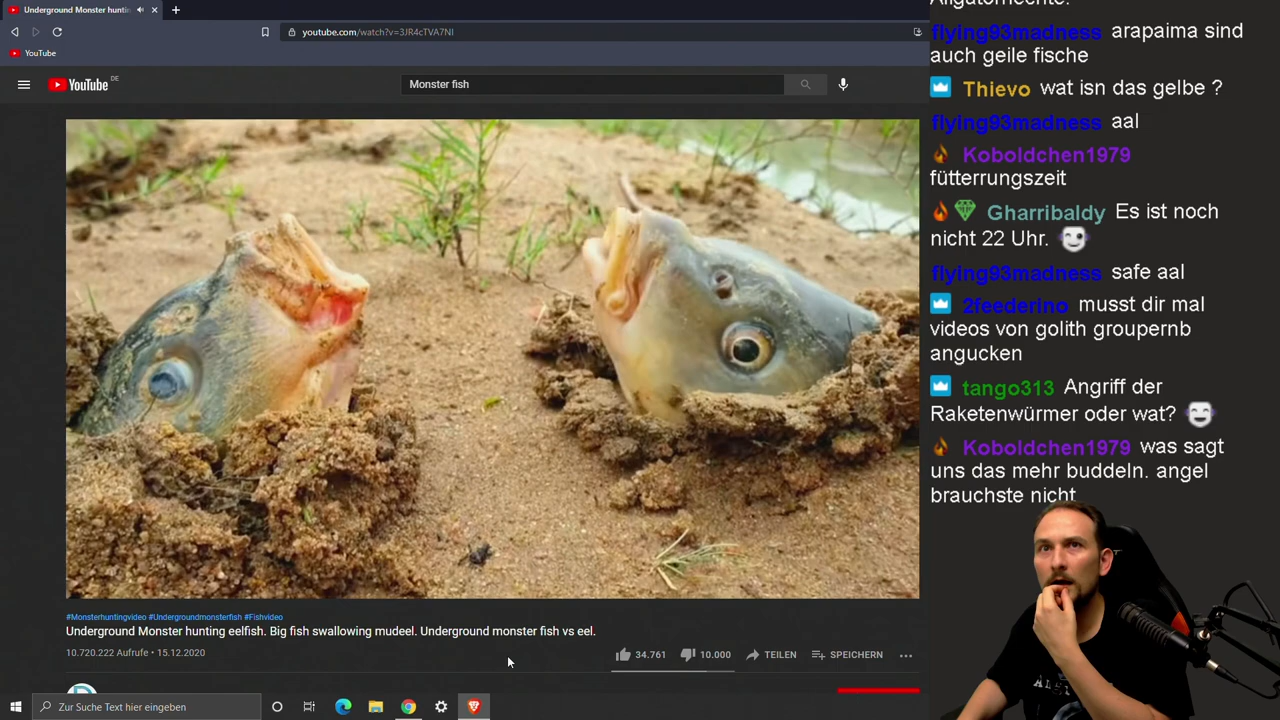 Underground Monster huntin
youtube.com/watch?v=3JR4cTVA7NI
YouTube
YouTube DE
Monster fish
#Monsterhuntingvideo #Undergroundmonsterfish #Fishvideo
Underground Monster hunting eelfish. Big fish swallowing mudeel. Underground monster fish vs eel.
10.720.222 Aufrufe • 15.12.2020
34.761 10.000 TEILEN SPEICHERN
Zur Suche Text hier eingeben
Alligatorhechte.
flying93madness arapaima sind
auch geile fische
Thievo wat isn das gelbe ?
flying93madness aal
Koboldchen1979
fütterrungszeit
Gharribaldy Es ist noch
nicht 22 Uhr.
flying93madness safe aal
2feederino musst dir mal
videos von golith groupernb
angucken
tango313 Angriff der
Raketenwürmer oder wat?
Koboldchen1979 was sagt
uns das mehr buddeln. angel
brauchste nicht